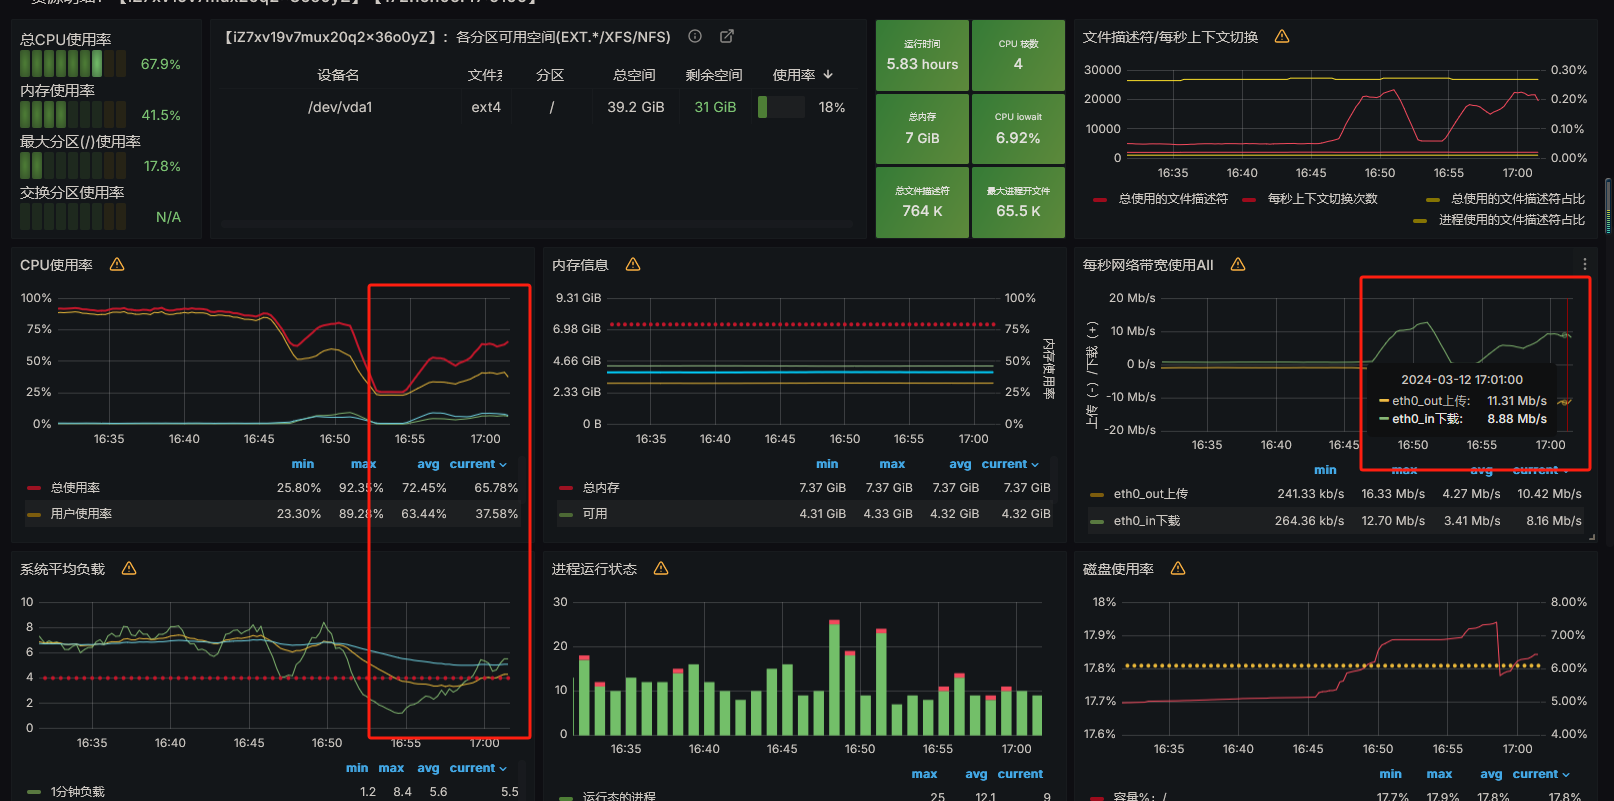 总CPU使用率
67.9%
内存使用率
41.5%
最大分区(/)使用率
17.8%
交换分区使用率
N/A
【iZ7xv19v7mux20q2x36o0yZ】：各分区可用空间(EXT.*/XFS/NFS)
设备名 文件系 分区 总空间 剩余空间 使用率 ↓
/dev/vda1 ext4 / 39.2 GiB 31 GiB 18%
运行时间
5.83 hours
CPU 核数
4
总内存
7 GiB
CPU iowait
6.92%
总文件描述符
764 K
最大进程开文件
65.5 K
文件描述符/每秒上下文切换
30000
20000
10000
0
0.30%
0.20%
0.10%
0.00%
16:35 16:40 16:45 16:50 16:55 17:00
总使用的文件描述符 每秒上下文切换次数 总使用的文件描述符占比
进程使用的文件描述符占比
CPU使用率
100%
75%
50%
25%
0%
16:35 16:40 16:45 16:50 16:55 17:00
min max avg current
总使用率 25.80% 92.35% 72.45% 65.78%
用户使用率 23.30% 89.28% 63.44% 37.58%
内存信息
9.31 GiB
6.98 GiB
4.66 GiB
2.33 GiB
0 B
100%
75%
50%
25%
0%
内存使用率
16:35 16:40 16:45 16:50 16:55 17:00
min max avg current
总内存 7.37 GiB 7.37 GiB 7.37 GiB 7.37 GiB
可用 4.31 GiB 4.33 GiB 4.32 GiB 4.32 GiB
每秒网络带宽使用All
上传（-）/下载（+）
20 Mb/s
10 Mb/s
0 b/s
-10 Mb/s
-20 Mb/s
2024-03-12 17:01:00
eth0_out上传: 11.31 Mb/s
eth0_in下载: 8.88 Mb/s
16:35 16:40 16:45 16:50 16:55 17:00
min max avg current
eth0_out上传 241.33 kb/s 16.33 Mb/s 4.27 Mb/s 10.42 Mb/s
eth0_in下载 264.36 kb/s 12.70 Mb/s 3.41 Mb/s 8.16 Mb/s
系统平均负载
10
8
6
4
2
0
16:35 16:40 16:45 16:50 16:55 17:00
min max avg current
1分钟负载 1.2 8.4 5.6 5.5
进程运行状态
30
20
10
0
16:35 16:40 16:45 16:50 16:55 17:00
max avg current
运行态的进程 25 12.1 9
磁盘使用率
18%
17.9%
17.8%
17.7%
17.6%
8.00%
7.00%
6.00%
5.00%
4.00%
16:35 16:40 16:45 16:50 16:55 17:00
min max avg current
容量%：/ 17.7% 17.9% 17.8% 17.8%